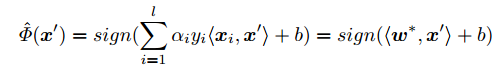 Φ̂(x′) = sign(∑_{i=1}^{l} α_i y_i ⟨x_i, x′⟩ + b) = sign(⟨w*, x′⟩ + b)